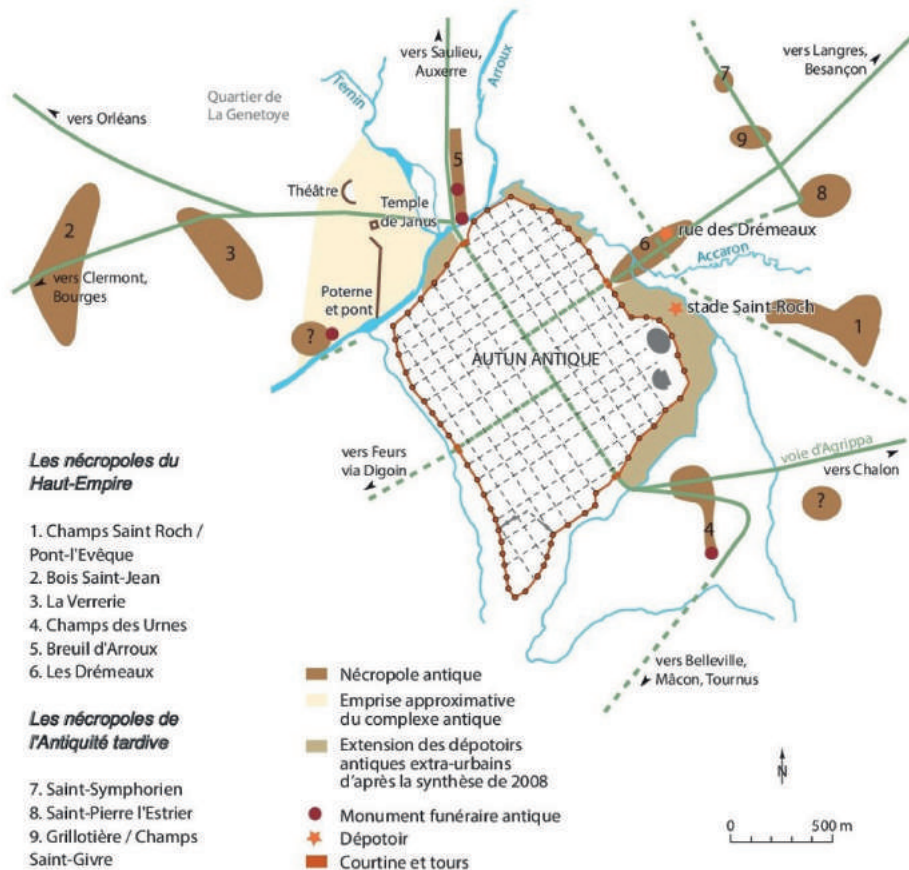 vers Saulieu,
Auxerre
Arroux
Ternin
vers Langres,
Besançon
7
Quartier de
La Genetoye
vers Orléans
9
5
8
Théâtre
Temple
de Janus
2
3
6
rue des Drémeaux
Accaron
vers Clermont,
Bourges
Poterne
et pont
stade Saint-Roch
1
?
AUTUN ANTIQUE
vers Feurs
via Digoin
voie d'Agrippa
vers Chalon
?
4
Les nécropoles du
Haut-Empire
1. Champs Saint Roch /
Pont-l'Evêque
2. Bois Saint-Jean
3. La Verrerie
4. Champs des Urnes
5. Breuil d'Arroux
6. Les Drémeaux
Les nécropoles de
l'Antiquité tardive
7. Saint-Symphorien
8. Saint-Pierre l'Estrier
9. Grillotière / Champs
Saint-Givre
vers Belleville,
Mâcon, Tournus
Nécropole antique
Emprise approximative
du complexe antique
Extension des dépotoirs
antiques extra-urbains
d'après la synthèse de 2008
Monument funéraire antique
Dépotoir
Courtine et tours
N
0 500 m